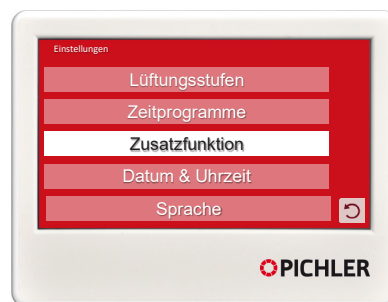 Einstellungen
Lüftungsstufen
Zeitprogramme
Zusatzfunktion
Datum & Uhrzeit
Sprache
PICHLER